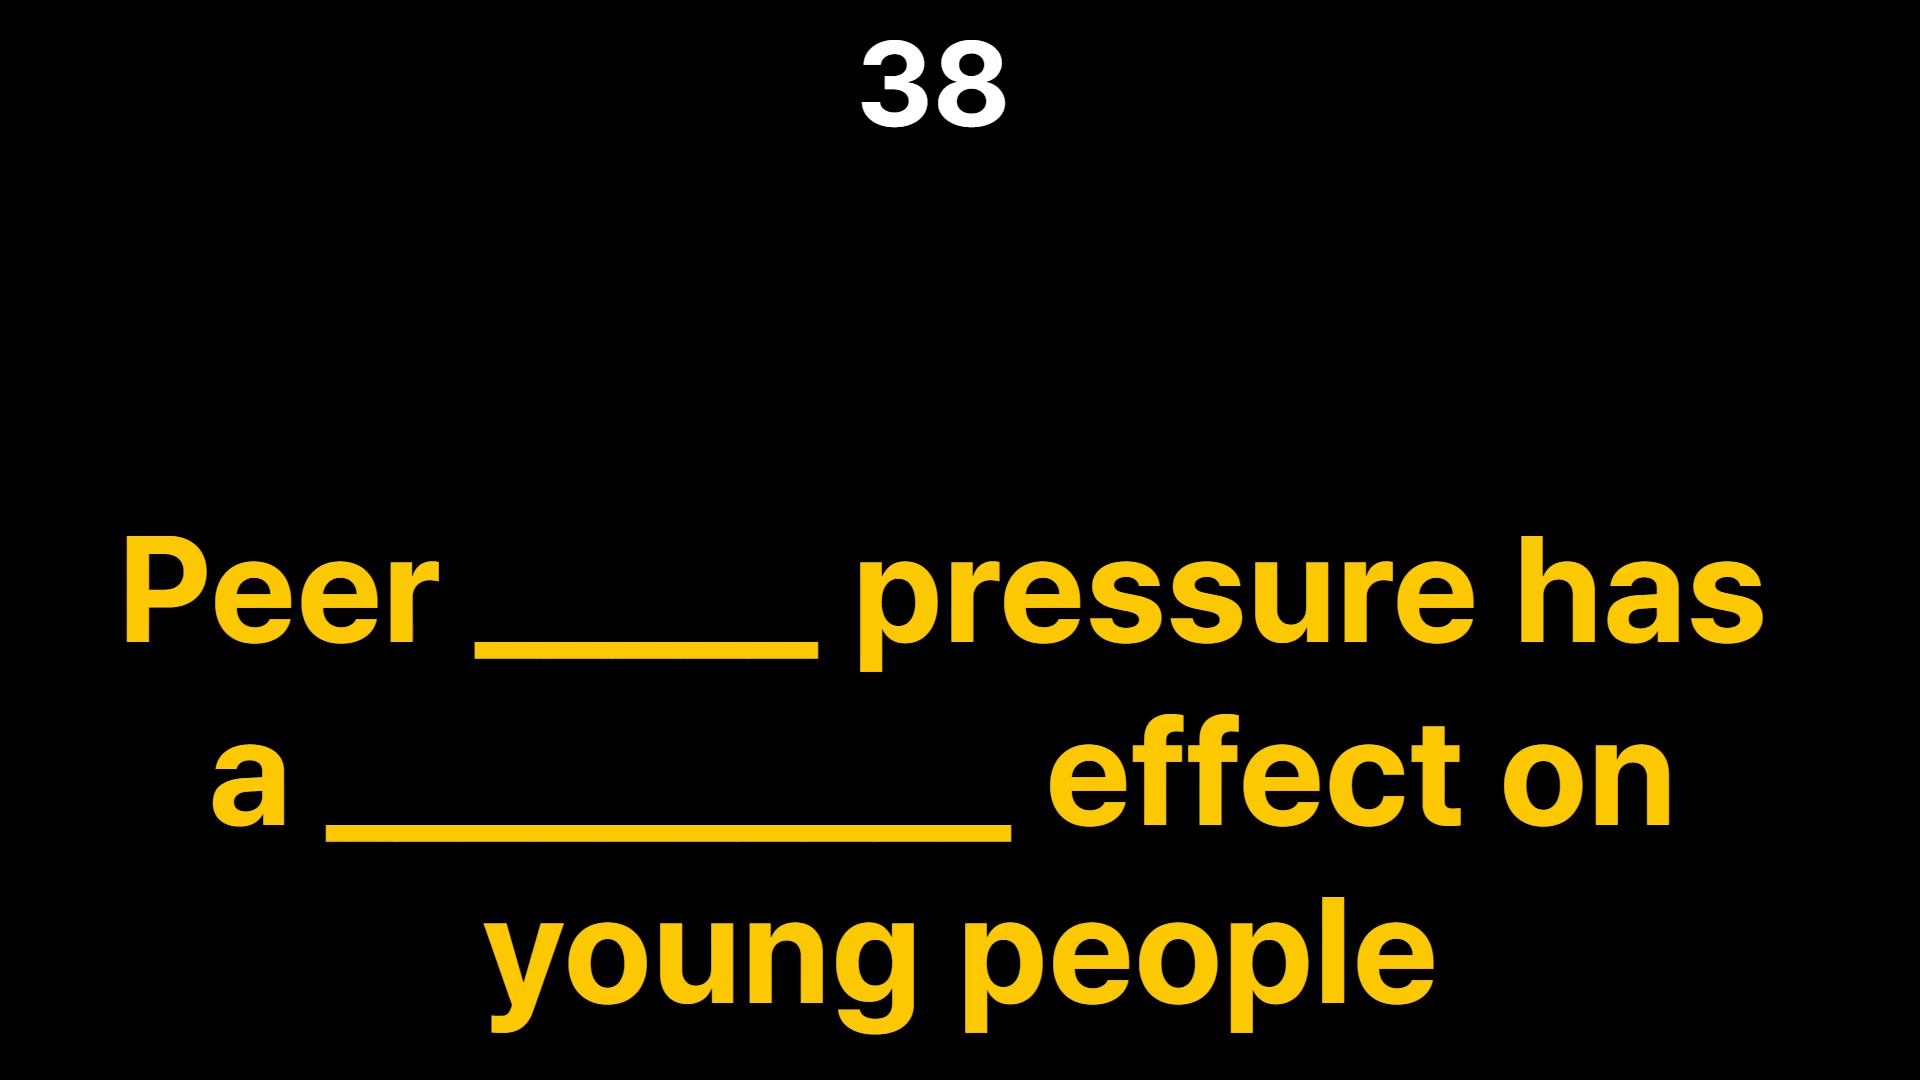 38
Peer _____ pressure has
a __________ effect on
young people